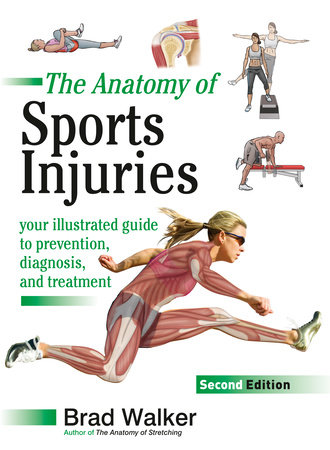 The Anatomy of
Sports
Injuries
your illustrated guide
to prevention,
diagnosis,
and treatment
Second Edition
Brad Walker
Author of The Anatomy of Stretching